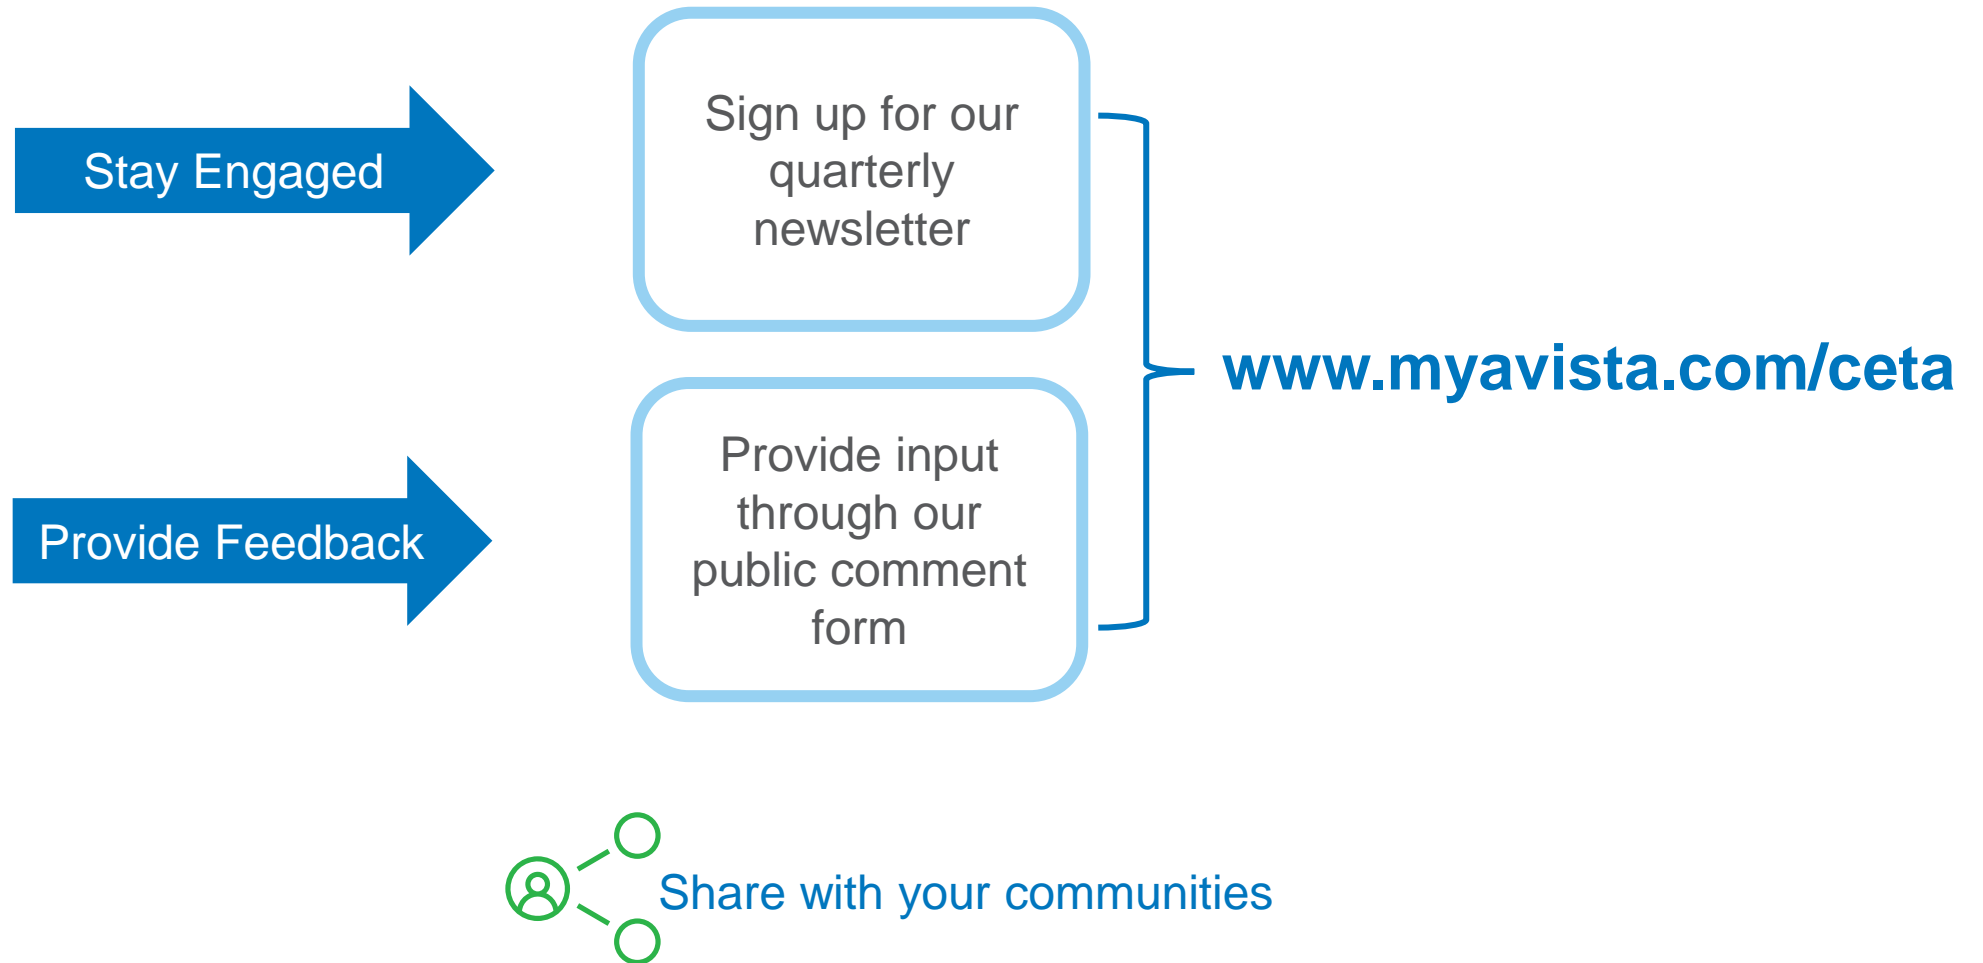 Stay Engaged
Sign up for our
quarterly
newsletter
www.myavista.com/ceta
Provide Feedback
Provide input
through our
public comment
form
Share with your communities